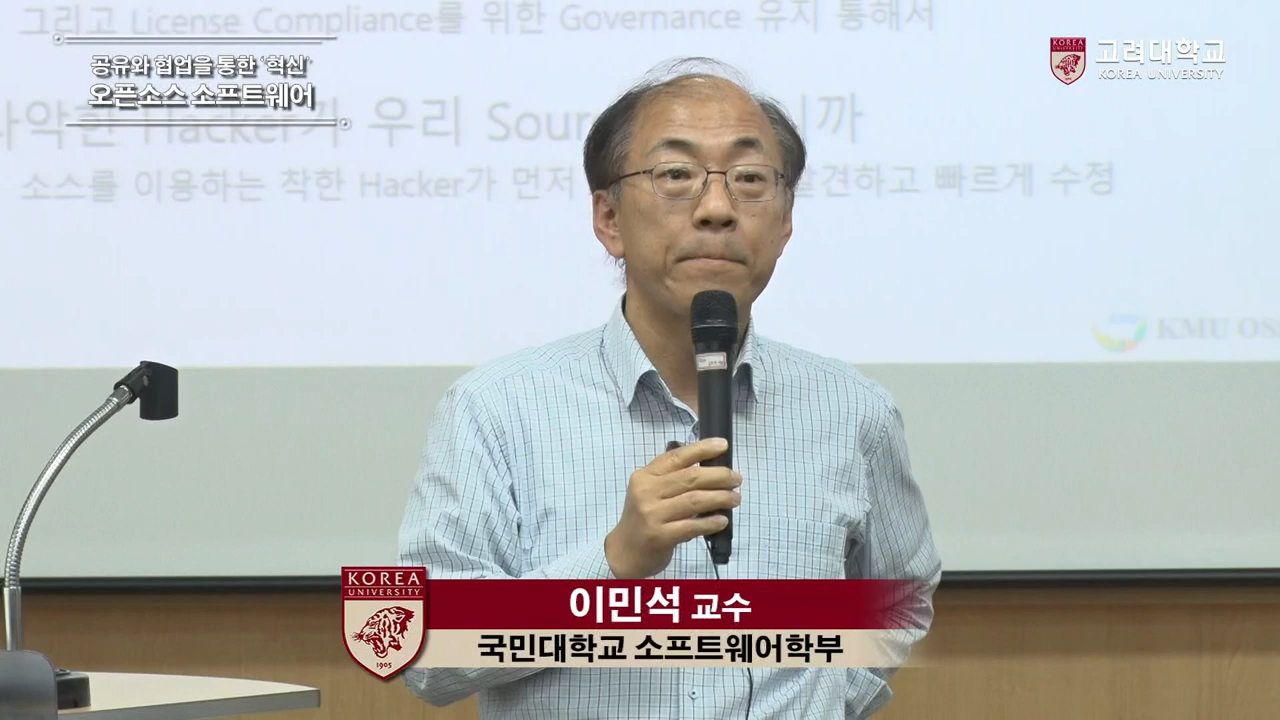 그리고 License Compliance를 위한 Governance 유지 통해서
공유와 협업을 통한 '혁신'
오픈소스 소프트웨어
KOREA
1905
고려대학교
KOREA UNIVERSITY
Hacker가 우리 Sour
소스를 이용하는 착한 Hacker가 먼저 발견하고 빠르게 수정
KMU OS
KOREA
UNIVERSITY
1905
이민석 교수
국민대학교 소프트웨어학부